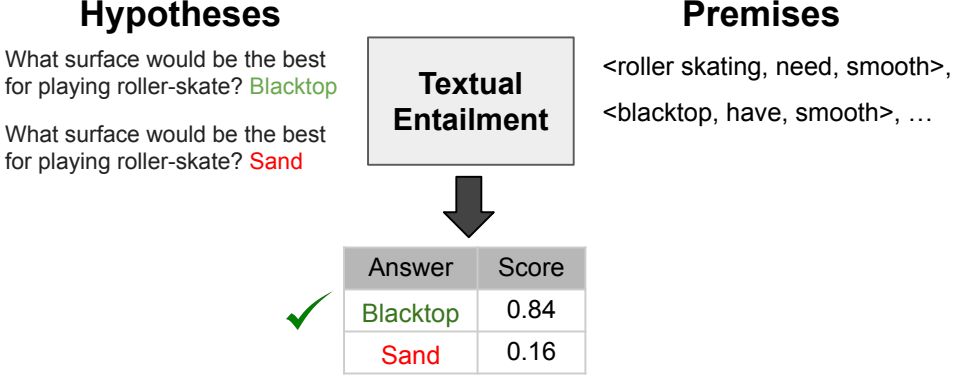 Hypotheses
What surface would be the best
for playing roller-skate? Blacktop
What surface would be the best
for playing roller-skate? Sand
Textual
Entailment
Premises
<roller skating, need, smooth>,
<blacktop, have, smooth>, …
Answer Score
Blacktop 0.84
Sand 0.16